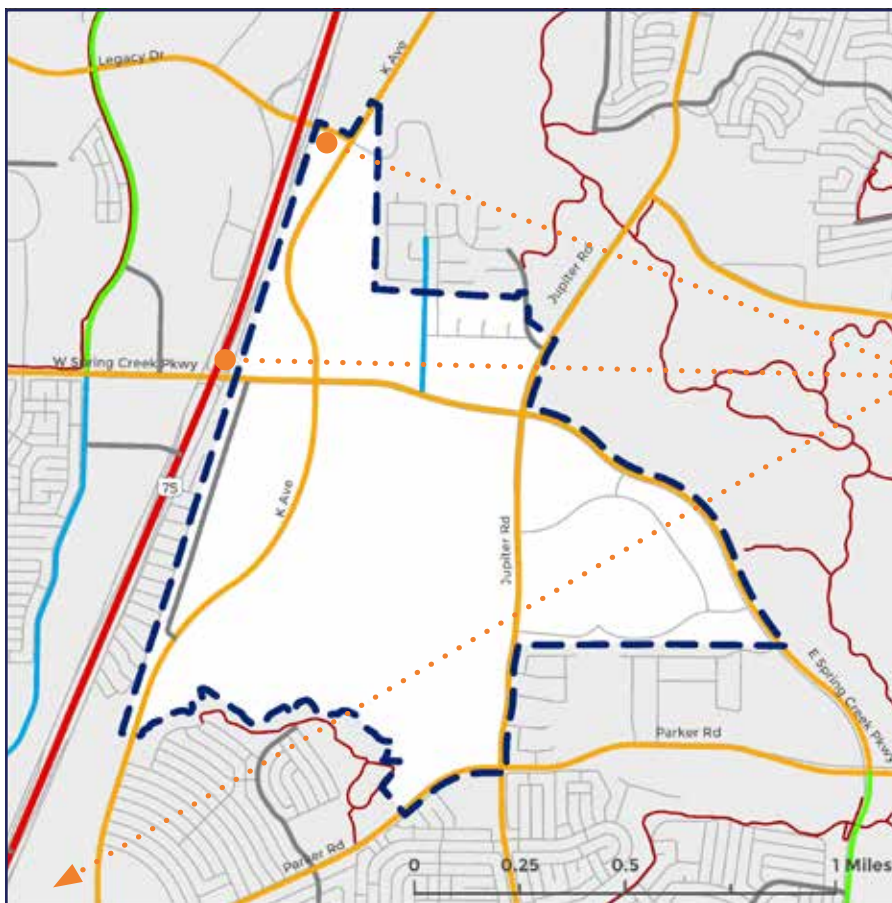 Legacy Dr
K Ave
Jupiter Rd
W Spring Creek Pkwy
75
K Ave
Jupiter Rd
E Spring Creek Pkwy
Parker Rd
Parker Rd
0 0.25 0.5 1 Miles